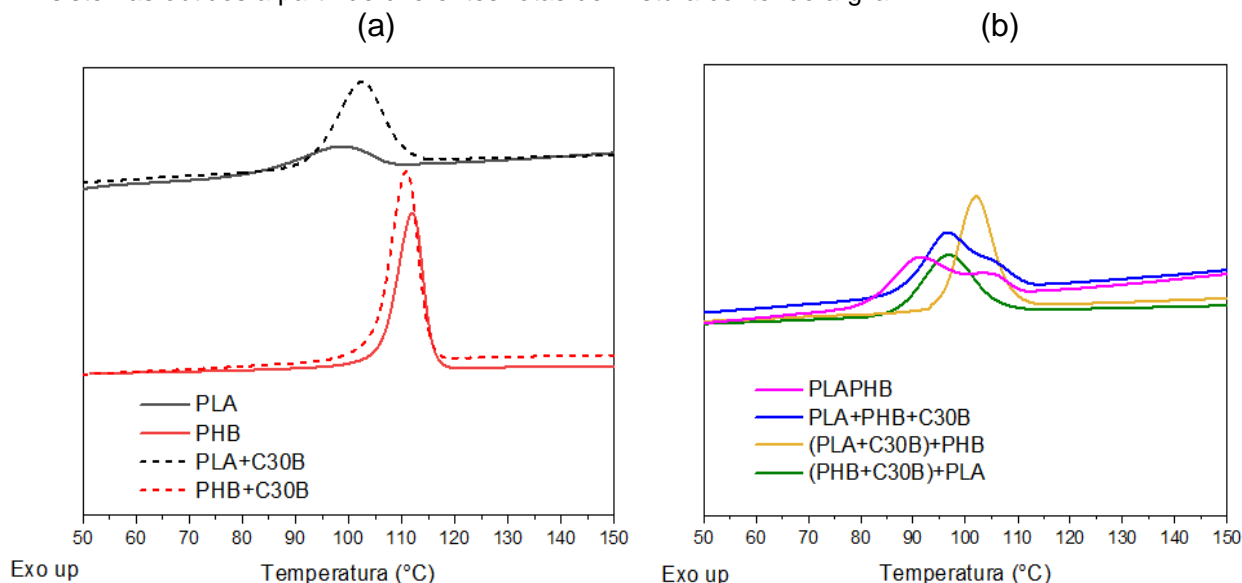 (a)
(b)
PLA
PHB
PLA+C30B
PHB+C30B
50 60 70 80 90 100 110 120 130 140 150
Exo up
Temperatura (°C)
PLAPHB
PLA+PHB+C30B
(PLA+C30B)+PHB
(PHB+C30B)+PLA
50 60 70 80 90 100 110 120 130 140 150
Exo up
Temperatura (°C)